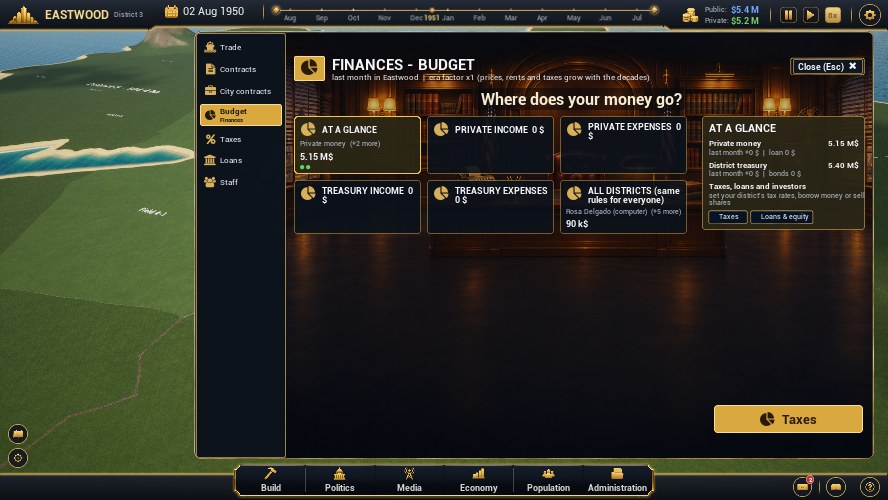 EASTWOOD District 3
02 Aug 1950
Aug Sep Oct Nov Dec 1951 Jan Feb Mar Apr May Jun Jul
Public: $5.4 M
Private: $5.2 M
8x
Trade
Contracts
City contracts
Budget
Finances
Taxes
Loans
Staff
FINANCES - BUDGET
last month in Eastwood | era factor x1 (prices, rents and taxes grow with the decades)
Close (Esc) ✖
Where does your money go?
AT A GLANCE
Private money (+2 more)
5.15 M$
PRIVATE INCOME 0 $
PRIVATE EXPENSES 0
$
TREASURY INCOME 0
$
TREASURY EXPENSES
0 $
ALL DISTRICTS (same
rules for everyone)
Rosa Delgado (computer) (+5 more)
90 k$
AT A GLANCE
Private money 5.15 M$
last month +0 $ | loan 0 $
District treasury 5.40 M$
last month +0 $ | bonds 0 $
Taxes, loans and investors
set your district's tax rates, borrow money or sell
shares
Taxes
Loans & equity
Taxes
Build
Politics
Media
Economy
Population
Administration